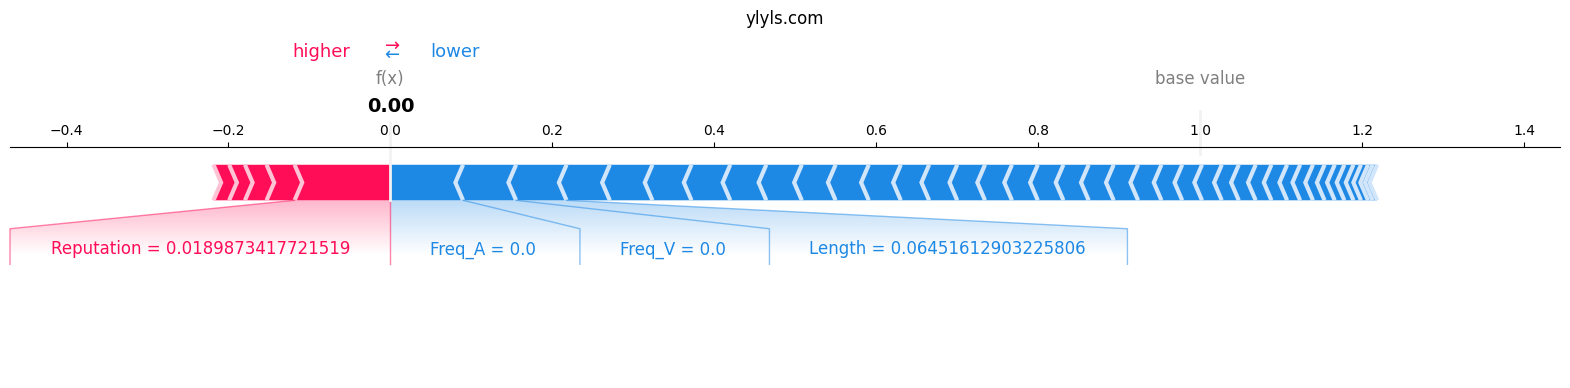 ylyls.com
higher ⇄ lower
f(x) base value
0.00
−0.4 −0.2 0.0 0.2 0.4 0.6 0.8 1.0 1.2 1.4
Reputation = 0.0189873417721519 Freq_A = 0.0 Freq_V = 0.0 Length = 0.06451612903225806